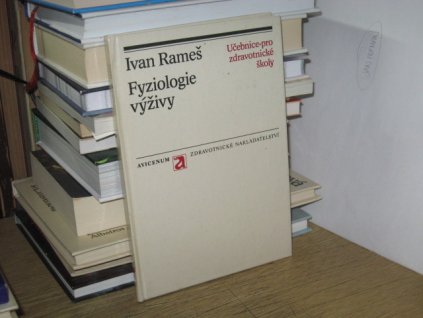 Ivan Rameš
Fyziologie
výživy
Učebnice pro
zdravotnické
školy
AVICENUM a ZDRAVOTNICKÉ NAKLADATELSTVÍ